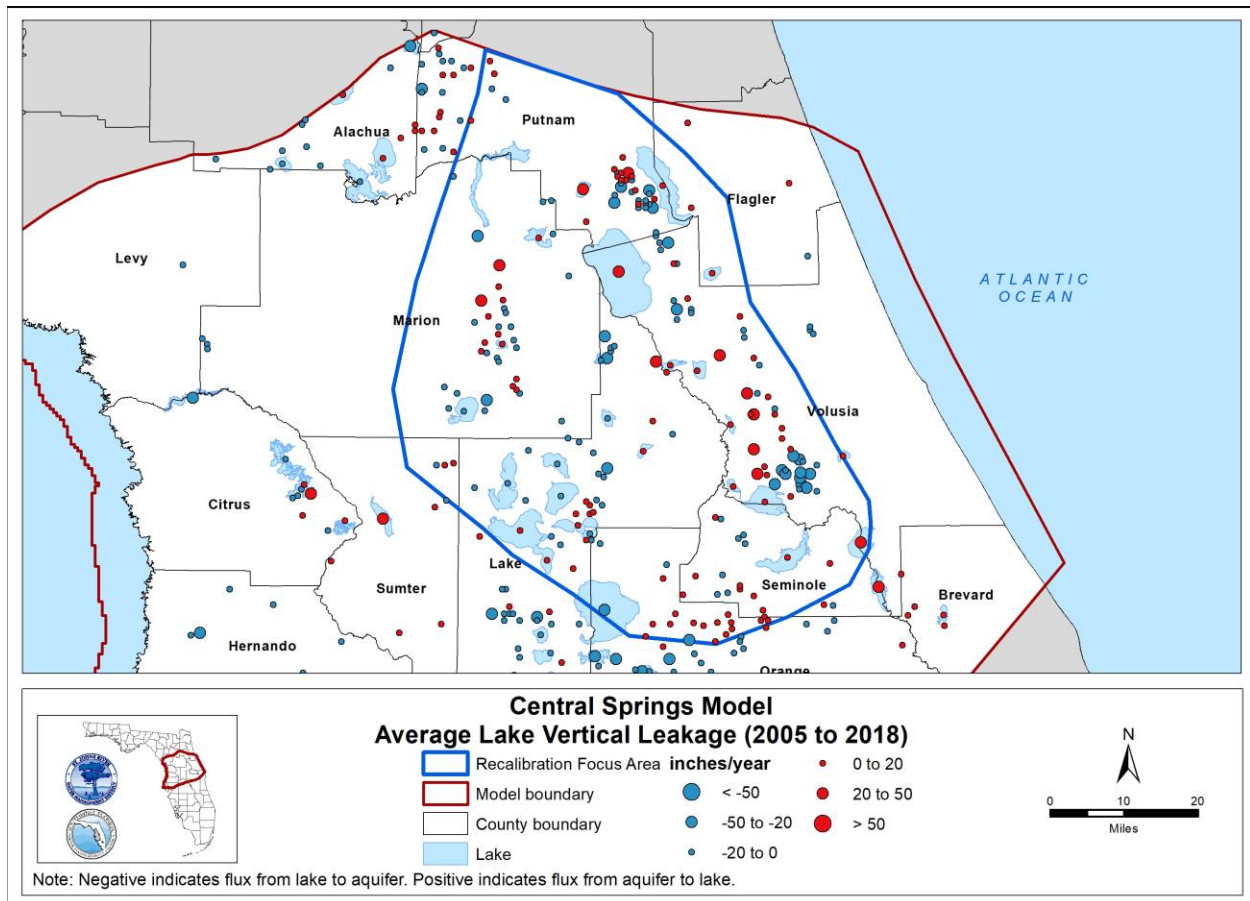 Putnam
Alachua
Flagler
Levy
ATLANTIC
OCEAN
Marion
Volusia
Citrus
Lake
Seminole
Sumter
Brevard
Hernando
Orange
Central Springs Model
Average Lake Vertical Leakage (2005 to 2018)
Recalibration Focus Area
Model boundary
County boundary
Lake
inches/year
< -50
-50 to -20
-20 to 0
0 to 20
20 to 50
> 50
N
0 10 20
Miles
Note: Negative indicates flux from lake to aquifer. Positive indicates flux from aquifer to lake.